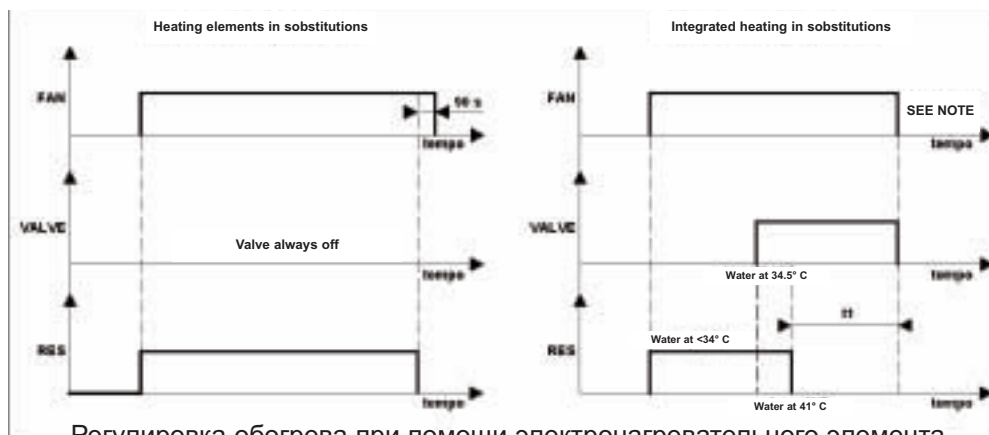 Heating elements in sobstitutions
FAN
90 s
tempo
VALVE
Valve always off
tempo
RES
tempo
Integrated heating in sobstitutions
FAN
SEE NOTE
tempo
VALVE
tempo
Water at 34.5° C
RES
Water at <34° C
tempo
Water at 41° C
Регулировка обогрева при помощи электронагревательного элемента